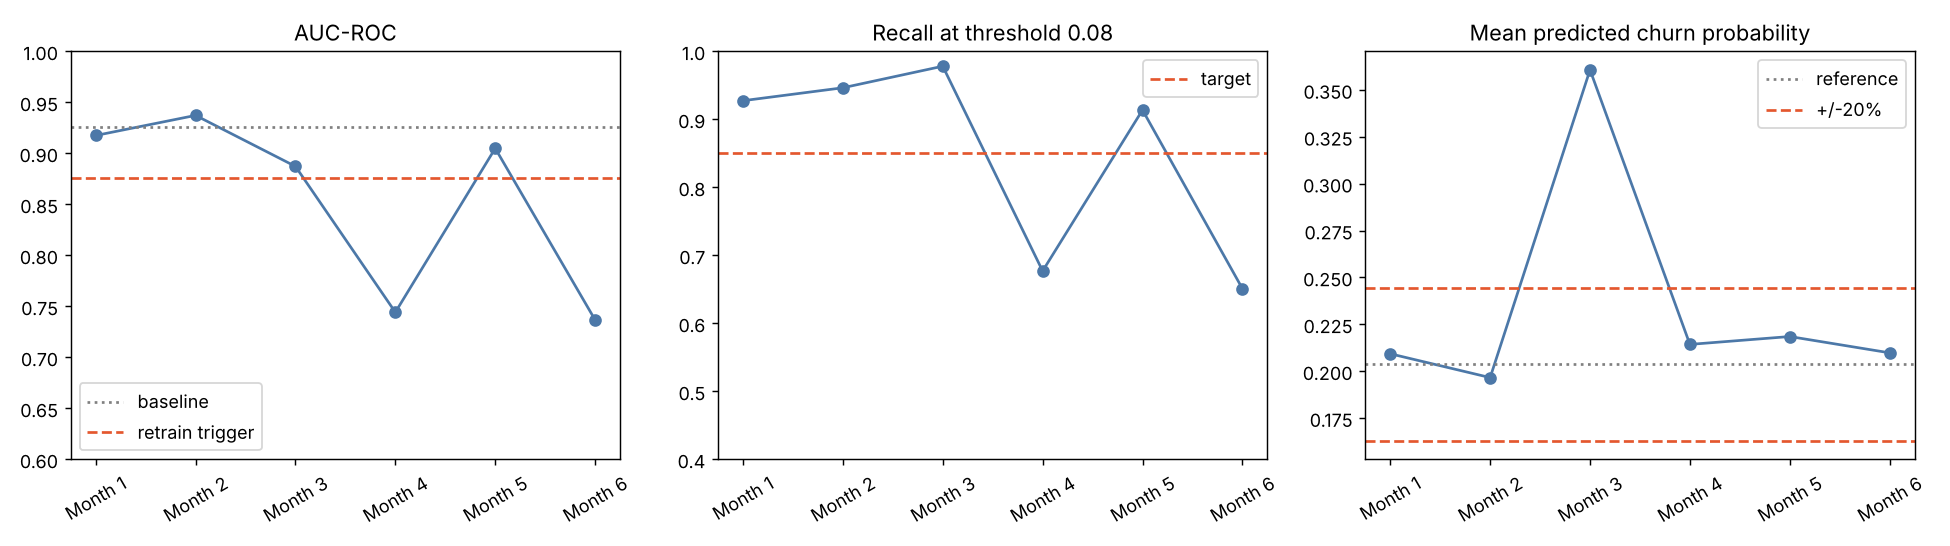 AUC-ROC
1.00
0.95
0.90
0.85
0.80
0.75
0.70
0.65
0.60
baseline
retrain trigger
Month 1
Month 2
Month 3
Month 4
Month 5
Month 6
Recall at threshold 0.08
1.0
0.9
0.8
0.7
0.6
0.5
0.4
target
Month 1
Month 2
Month 3
Month 4
Month 5
Month 6
Mean predicted churn probability
0.350
0.325
0.300
0.275
0.250
0.225
0.200
0.175
reference
+/-20%
Month 1
Month 2
Month 3
Month 4
Month 5
Month 6